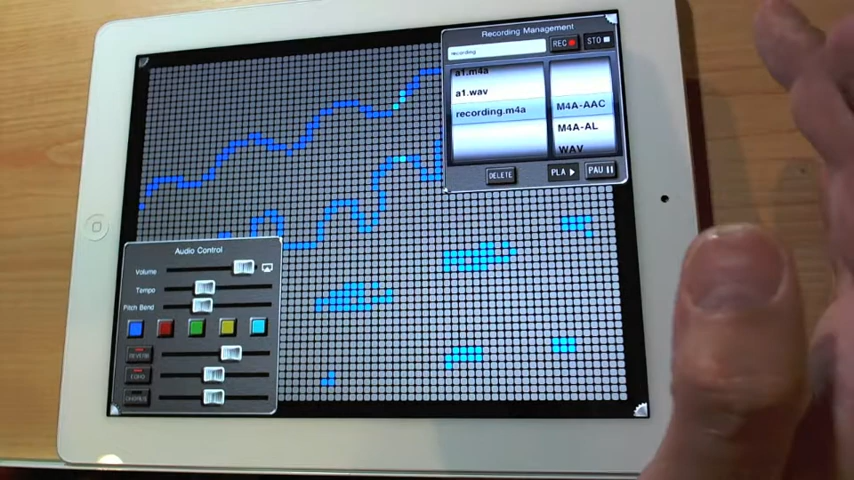 Recording Management
recording
REC
STO
a1.m4a
a1.wav
recording.m4a
M4A-AAC
M4A-AL
WAV
DELETE
PLA
PAU
Audio Control
Volume
Tempo
Pitch Bend
REVERB
ECHO
CHORUS